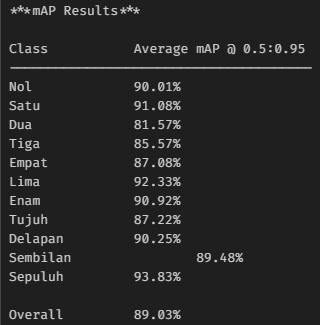 ***mAP Results***
Class Average mAP @ 0.5:0.95
Nol 90.01%
Satu 91.08%
Dua 81.57%
Tiga 85.57%
Empat 87.08%
Lima 92.33%
Enam 90.92%
Tujuh 87.22%
Delapan 90.25%
Sembilan 89.48%
Sepuluh 93.83%
Overall 89.03%